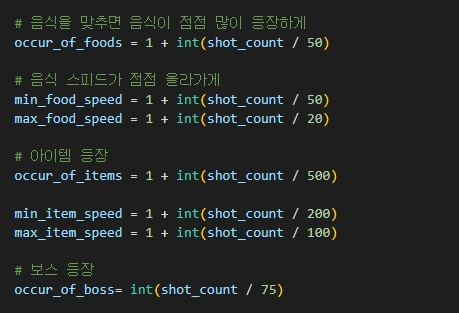 # 음식을 맞추면 음식이 점점 많이 등장하게
occur_of_foods = 1 + int(shot_count / 50)
# 음식 스피드가 점점 올라가게
min_food_speed = 1 + int(shot_count / 50)
max_food_speed = 1 + int(shot_count / 20)
# 아이템 등장
occur_of_items = 1 + int(shot_count / 500)
min_item_speed = 1 + int(shot_count / 200)
max_item_speed = 1 + int(shot_count / 100)
# 보스 등장
occur_of_boss= int(shot_count / 75)